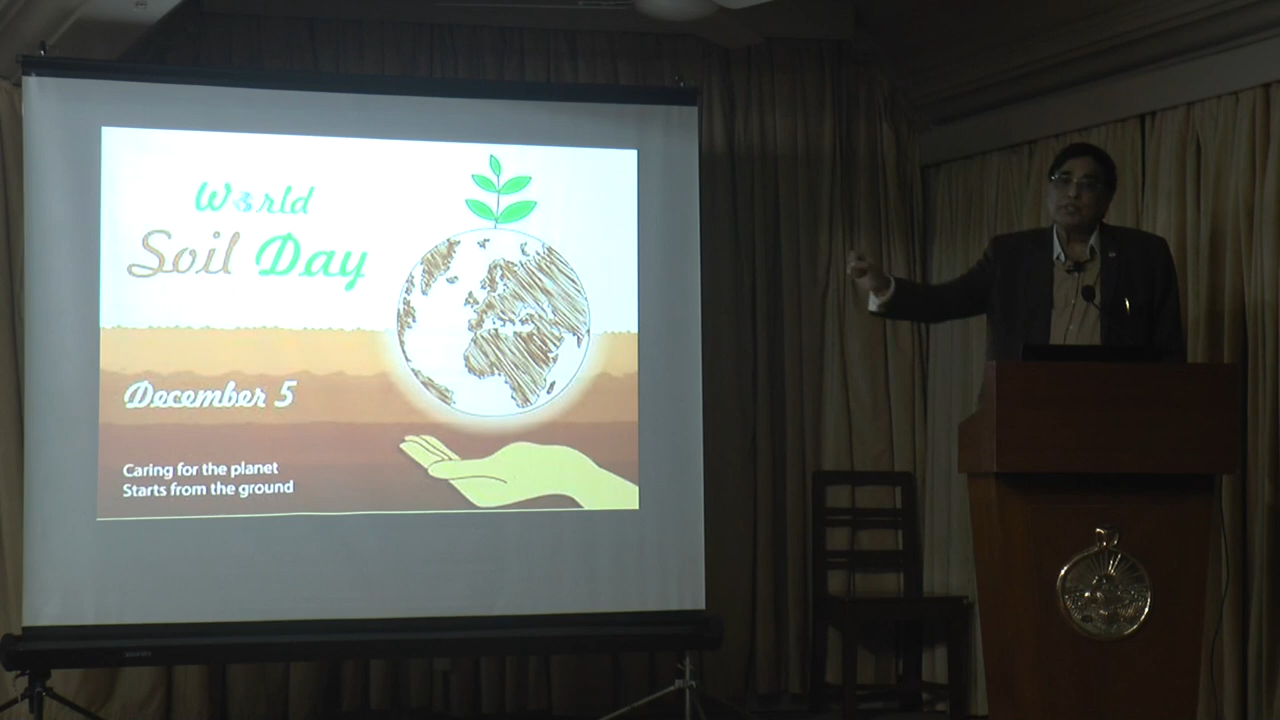 World
Soil Day
December 5
Caring for the planet
Starts from the ground